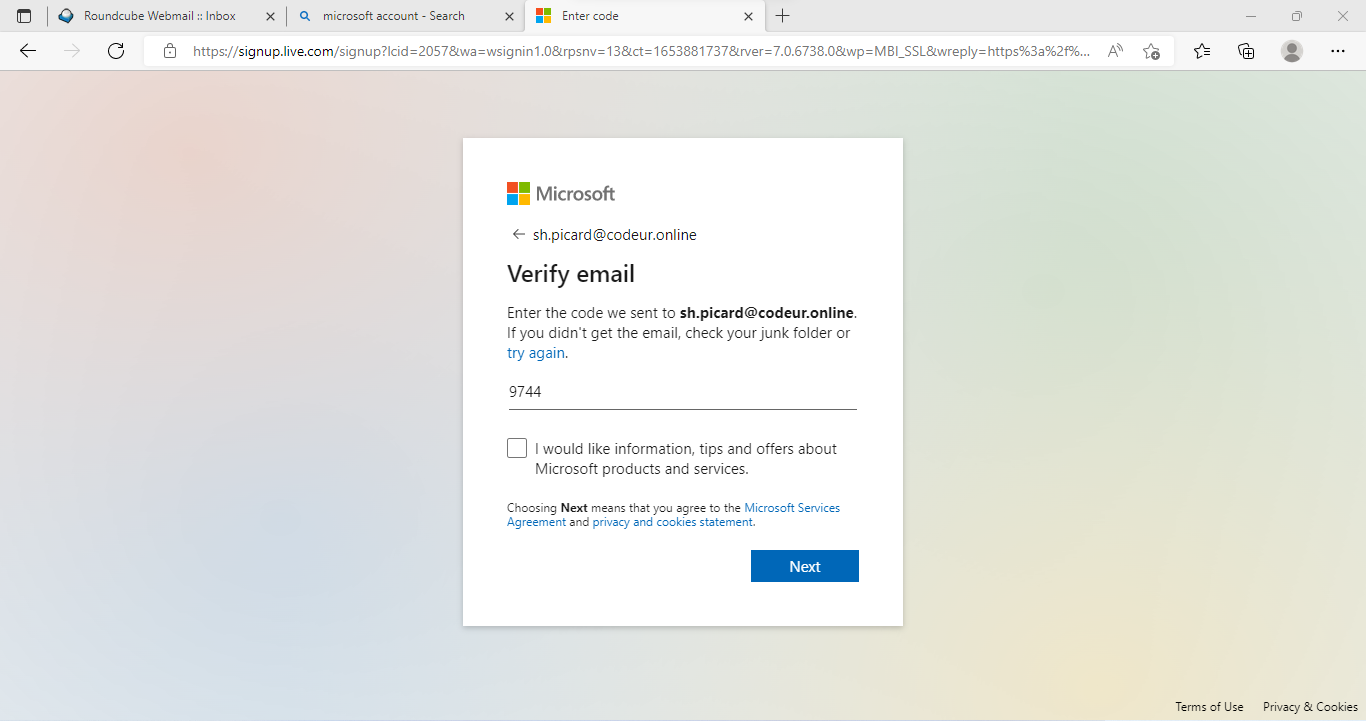 Roundcube Webmail :: Inbox
microsoft account - Search
Enter code
https://signup.live.com/signup?lcid=2057&wa=wsignin1.0&rpsnv=13&ct=1653881737&rver=7.0.6738.0&wp=MBI_SSL&wreply=https%3a%2f%...
Microsoft
sh.picard@codeur.online
Verify email
Enter the code we sent to sh.picard@codeur.online.
If you didn't get the email, check your junk folder or
try again.
9744
I would like information, tips and offers about
Microsoft products and services.
Choosing Next means that you agree to the Microsoft Services
Agreement and privacy and cookies statement.
Next
Terms of Use
Privacy & Cookies